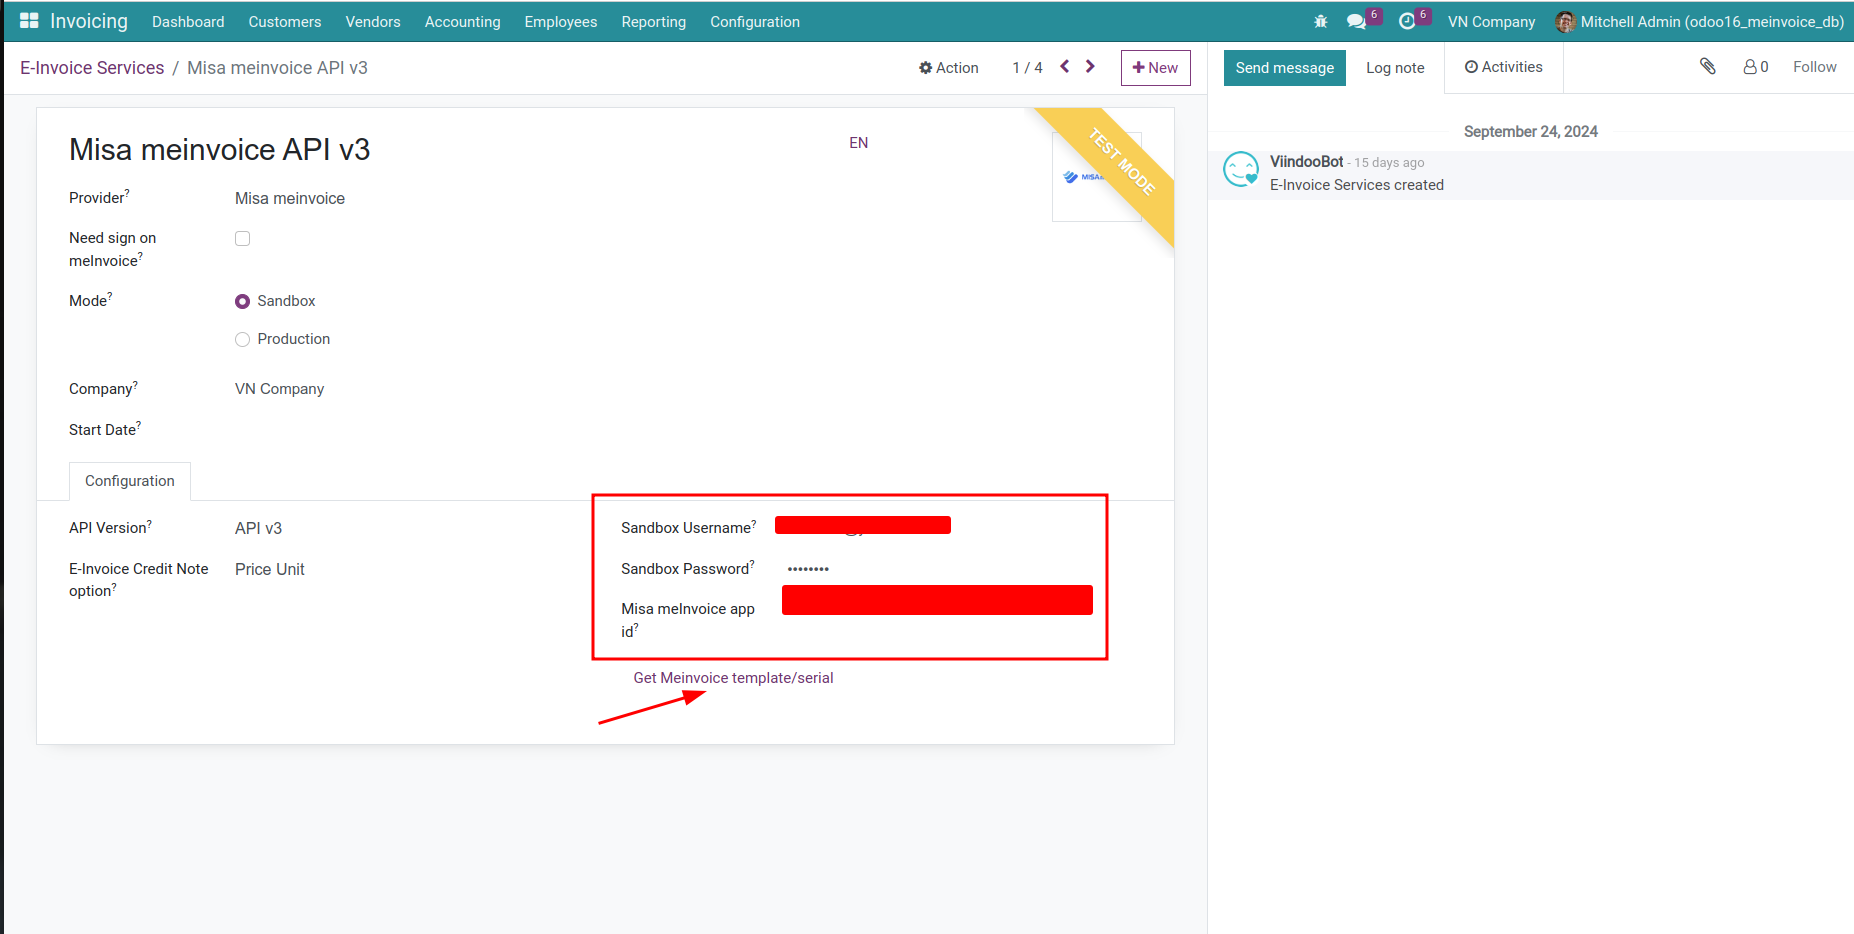 Invoicing Dashboard Customers Vendors Accounting Employees Reporting Configuration 6 6 VN Company Mitchell Admin (odoo16_meinvoice_db)
E-Invoice Services / Misa meinvoice API v3 Action 1 / 4 New Send message Log note Activities 0 Follow
September 24, 2024
ViindooBot - 15 days ago
E-Invoice Services created
Misa meinvoice API v3 EN
TEST MODE
Provider? Misa meinvoice
Need sign on
meInvoice?
Mode? Sandbox
Production
Company? VN Company
Start Date?
Configuration
API Version? API v3
E-Invoice Credit Note
option? Price Unit
Sandbox Username?
Sandbox Password? ••••••••
Misa meInvoice app
id?
Get Meinvoice template/serial